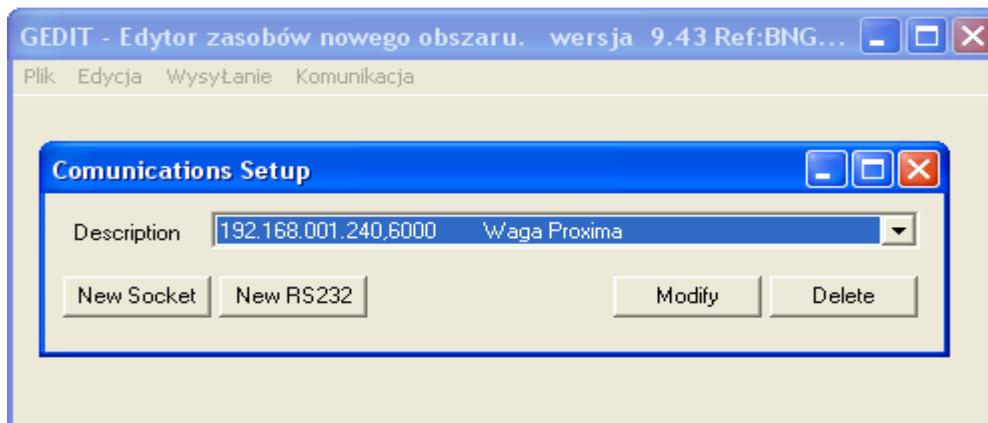 GEDIT - Edytor zasobów nowego obszaru. wersja 9.43 Ref:BNG...
Plik Edycja WysyŁanie Komunikacja
Comunications Setup
Description 192.168.001.240,6000 Waga Proxima
New Socket New RS232 Modify Delete